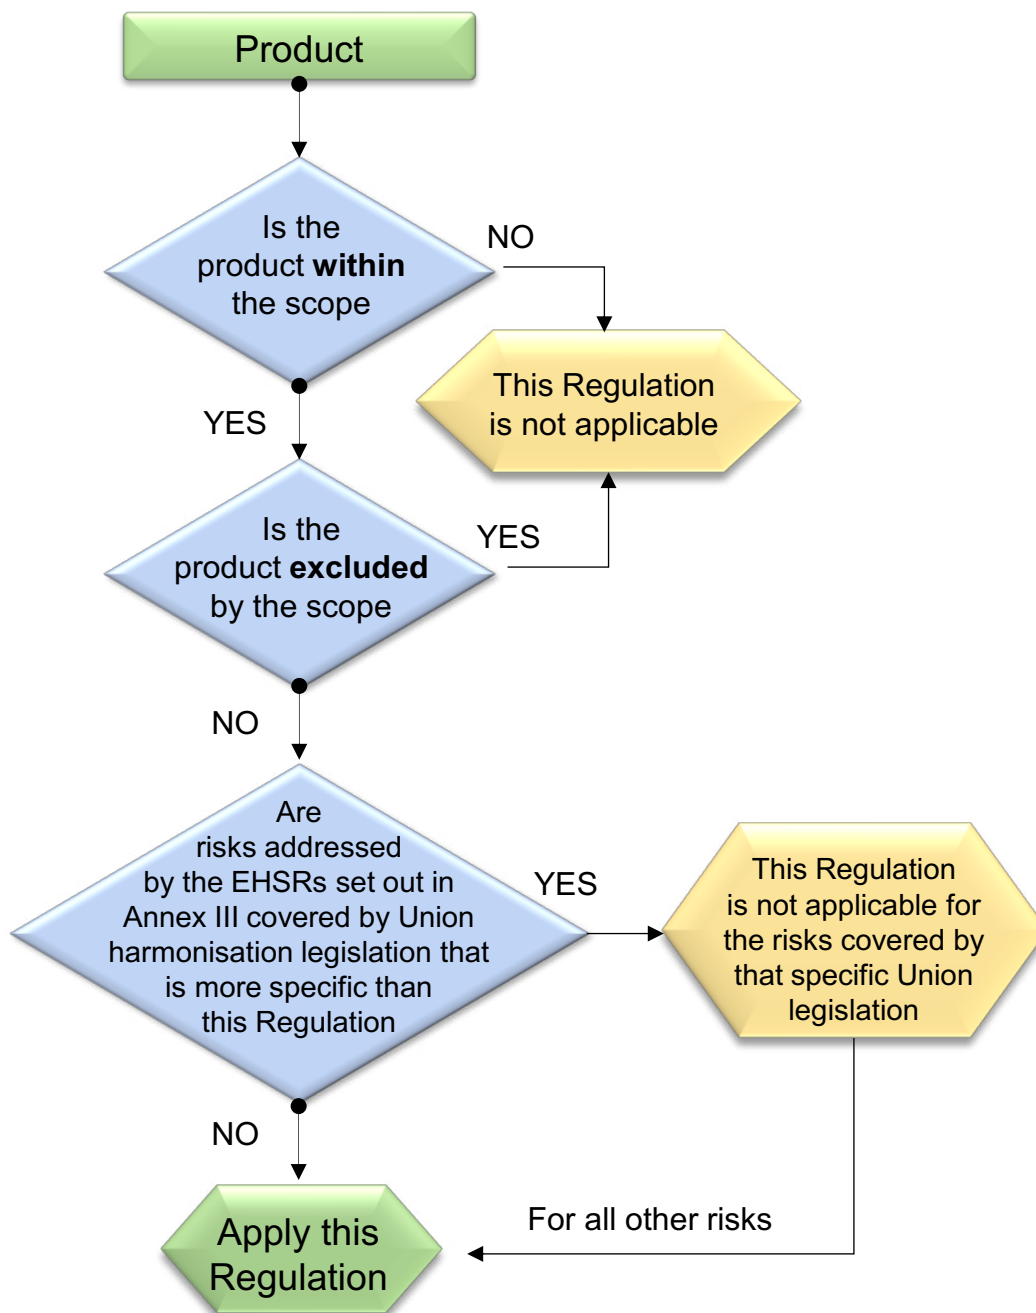 Product
Is the
product within
the scope
NO
This Regulation
is not applicable
YES
Is the
product excluded
by the scope
YES
NO
Are
risks addressed
by the EHSRs set out in
Annex III covered by Union
harmonisation legislation that
is more specific than
this Regulation
YES
This Regulation
is not applicable for
the risks covered by
that specific Union
legislation
NO
For all other risks
Apply this
Regulation